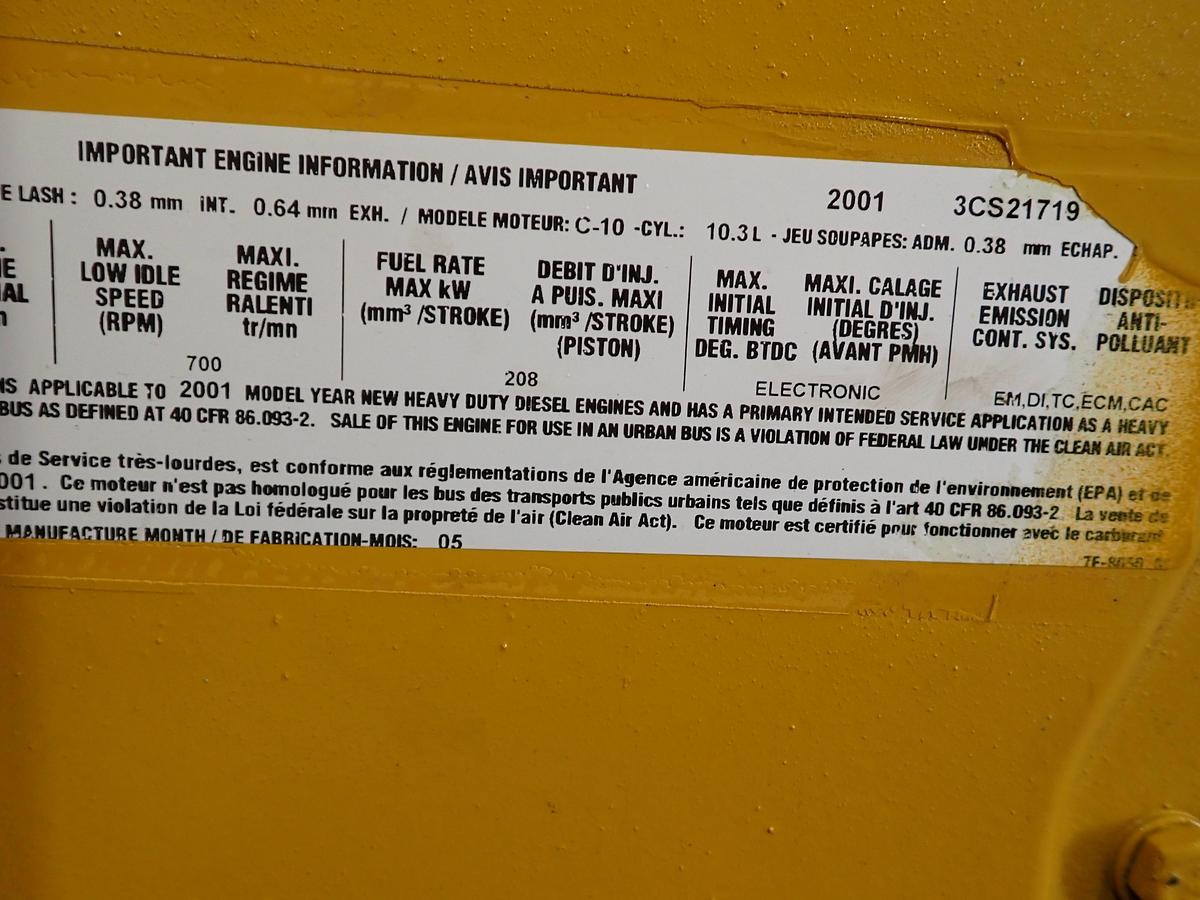 IMPORTANT ENGINE INFORMATION / AVIS IMPORTANT
2001 3CS21719
E LASH : 0.38 mm INT. 0.64 mm EXH. / MODELE MOTEUR: C-10 -CYL.: 10.3 L - JEU SOUPAPES: ADM. 0.38 mm ECHAP.
MAX. LOW IDLE SPEED (RPM)
MAXI. REGIME RALENTI tr/mn
700
FUEL RATE MAX kW (mm³ /STROKE)
DEBIT D'INJ. A PUIS. MAXI (mm³ /STROKE) (PISTON)
208
MAX. INITIAL TIMING DEG. BTDC
MAXI. CALAGE INITIAL D'INJ. (DEGRES) (AVANT PMH)
ELECTRONIC
EXHAUST EMISSION CONT. SYS.
ANTI-POLLUANT
EM,DI,TC,ECM,CAC
NS APPLICABLE TO 2001 MODEL YEAR NEW HEAVY DUTY DIESEL ENGINES AND HAS A PRIMARY INTENDED SERVICE APPLICATION AS A HEAVY
BUS AS DEFINED AT 40 CFR 86.093-2. SALE OF THIS ENGINE FOR USE IN AN URBAN BUS IS A VIOLATION OF FEDERAL LAW UNDER THE CLEAN AIR ACT.
de Service très-lourdes, est conforme aux réglementations de l'Agence américaine de protection de l'environnement (EPA) et de
001 . Ce moteur n'est pas homologué pour les bus des transports publics urbains tels que définis à l'art 40 CFR 86.093-2 La vente de
stitue une violation de la Loi fédérale sur la propreté de l'air (Clean Air Act). Ce moteur est certifié pour fonctionner avec le carburant
MANUFACTURE MONTH / DE FABRICATION-MOIS: 05